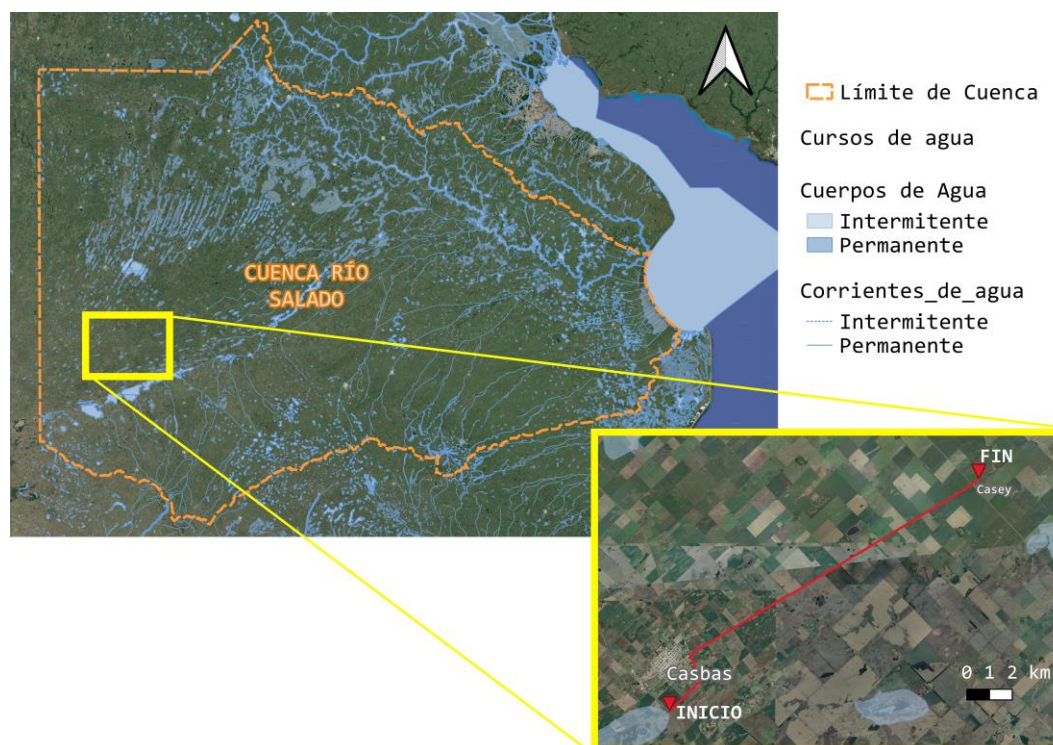 Límite de Cuenca
Cursos de agua
Cuerpos de Agua
Intermitente
Permanente
Corrientes_de_agua
Intermitente
Permanente
CUENCA RÍO
SALADO
FIN
Casey
Casbas
0 1 2 km
INICIO